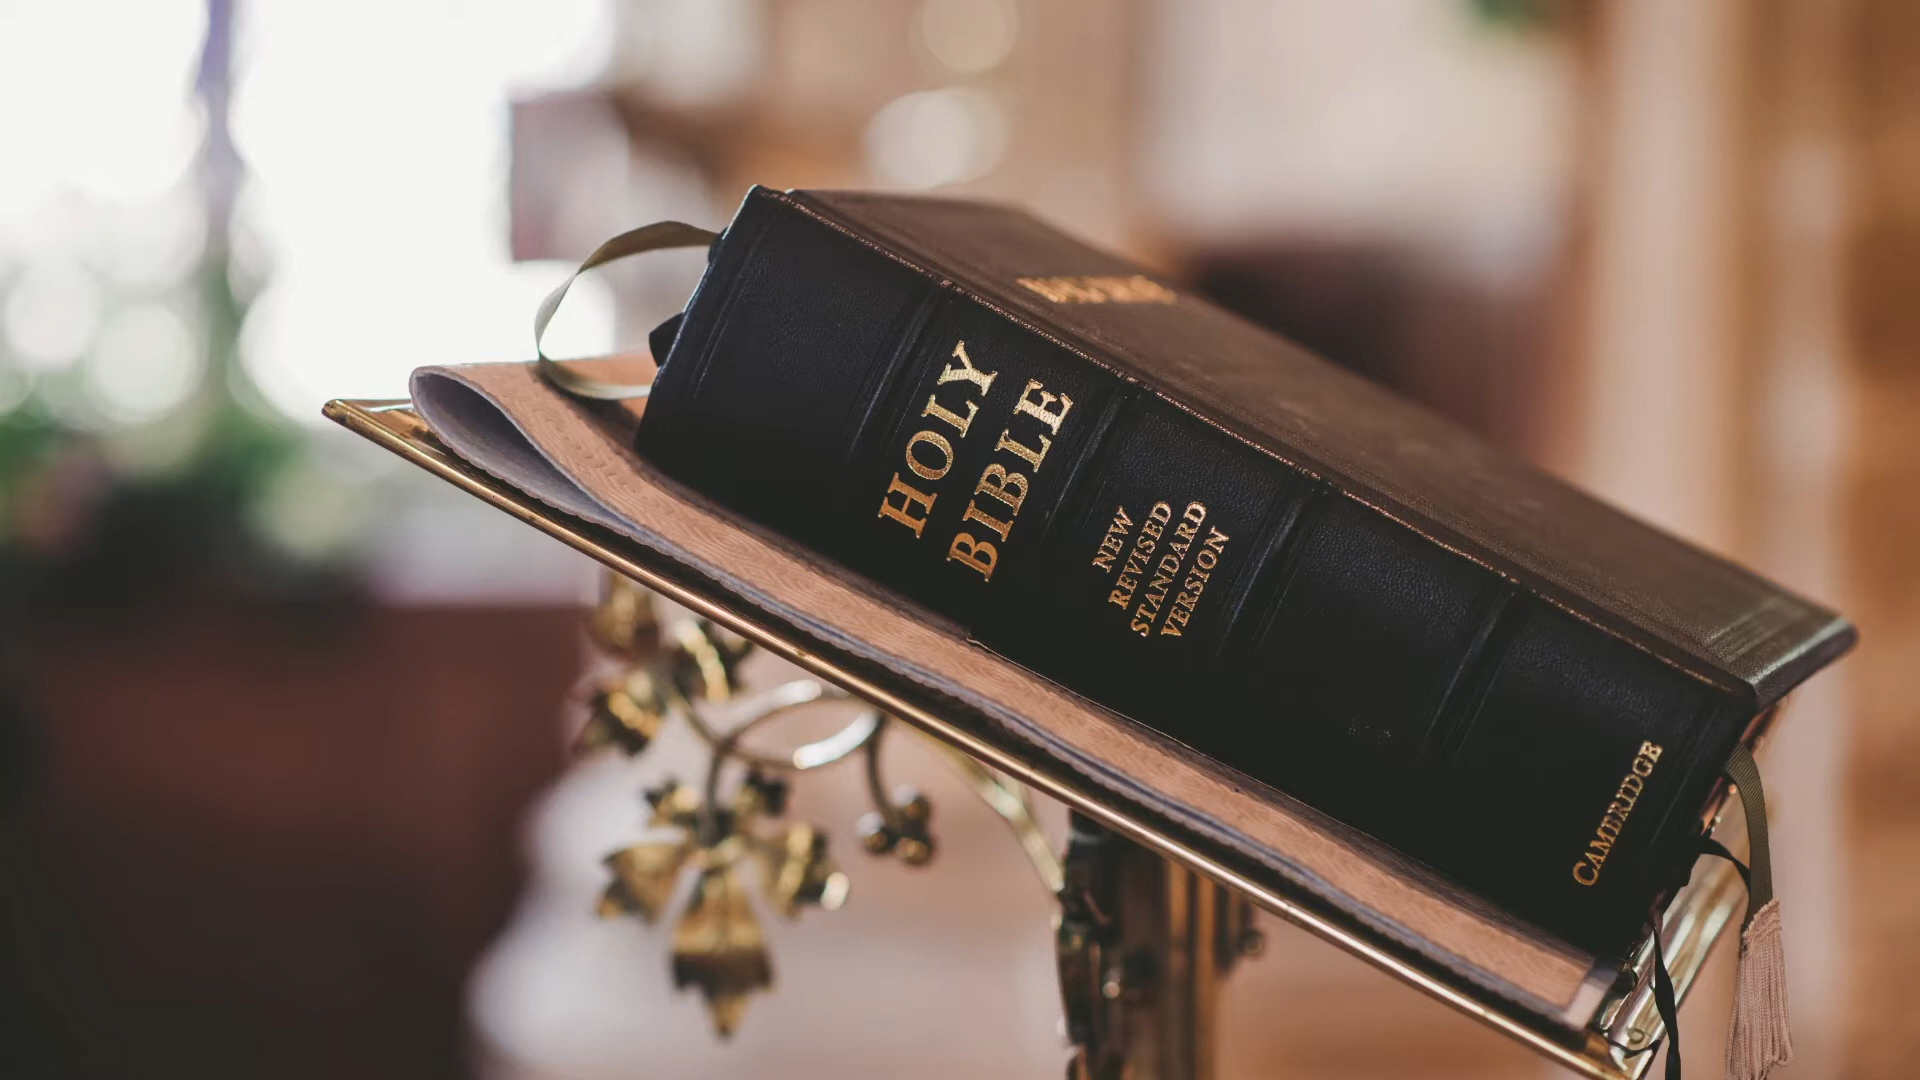 HOLY
BIBLE
NEW
REVISED
STANDARD
VERSION
CAMBRIDGE